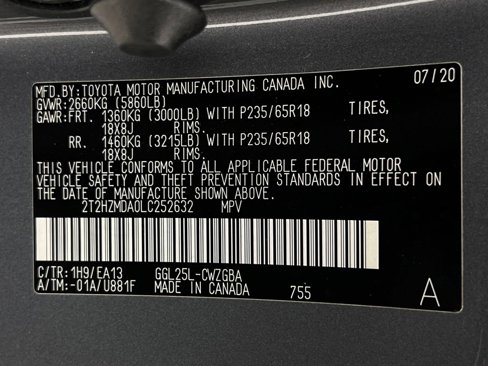 MFD.BY:TOYOTA MOTOR MANUFACTURING CANADA INC. 07/20
GVWR:2660KG (5860LB)
GAWR:FRT. 1360KG (3000LB) WITH P235/65R18 TIRES,
18X8J RIMS.
RR. 1460KG (3215LB) WITH P235/65R18 TIRES,
18X8J RIMS.
THIS VEHICLE CONFORMS TO ALL APPLICABLE FEDERAL MOTOR
VEHICLE SAFETY AND THEFT PREVENTION STANDARDS IN EFFECT ON
THE DATE OF MANUFACTURE SHOWN ABOVE.
2T2HZMDA0LC252632 MPV
C/TR:1H9/EA13 GGL25L-CWZGBA
A/TM:-01A/U881F MADE IN CANADA 755 A